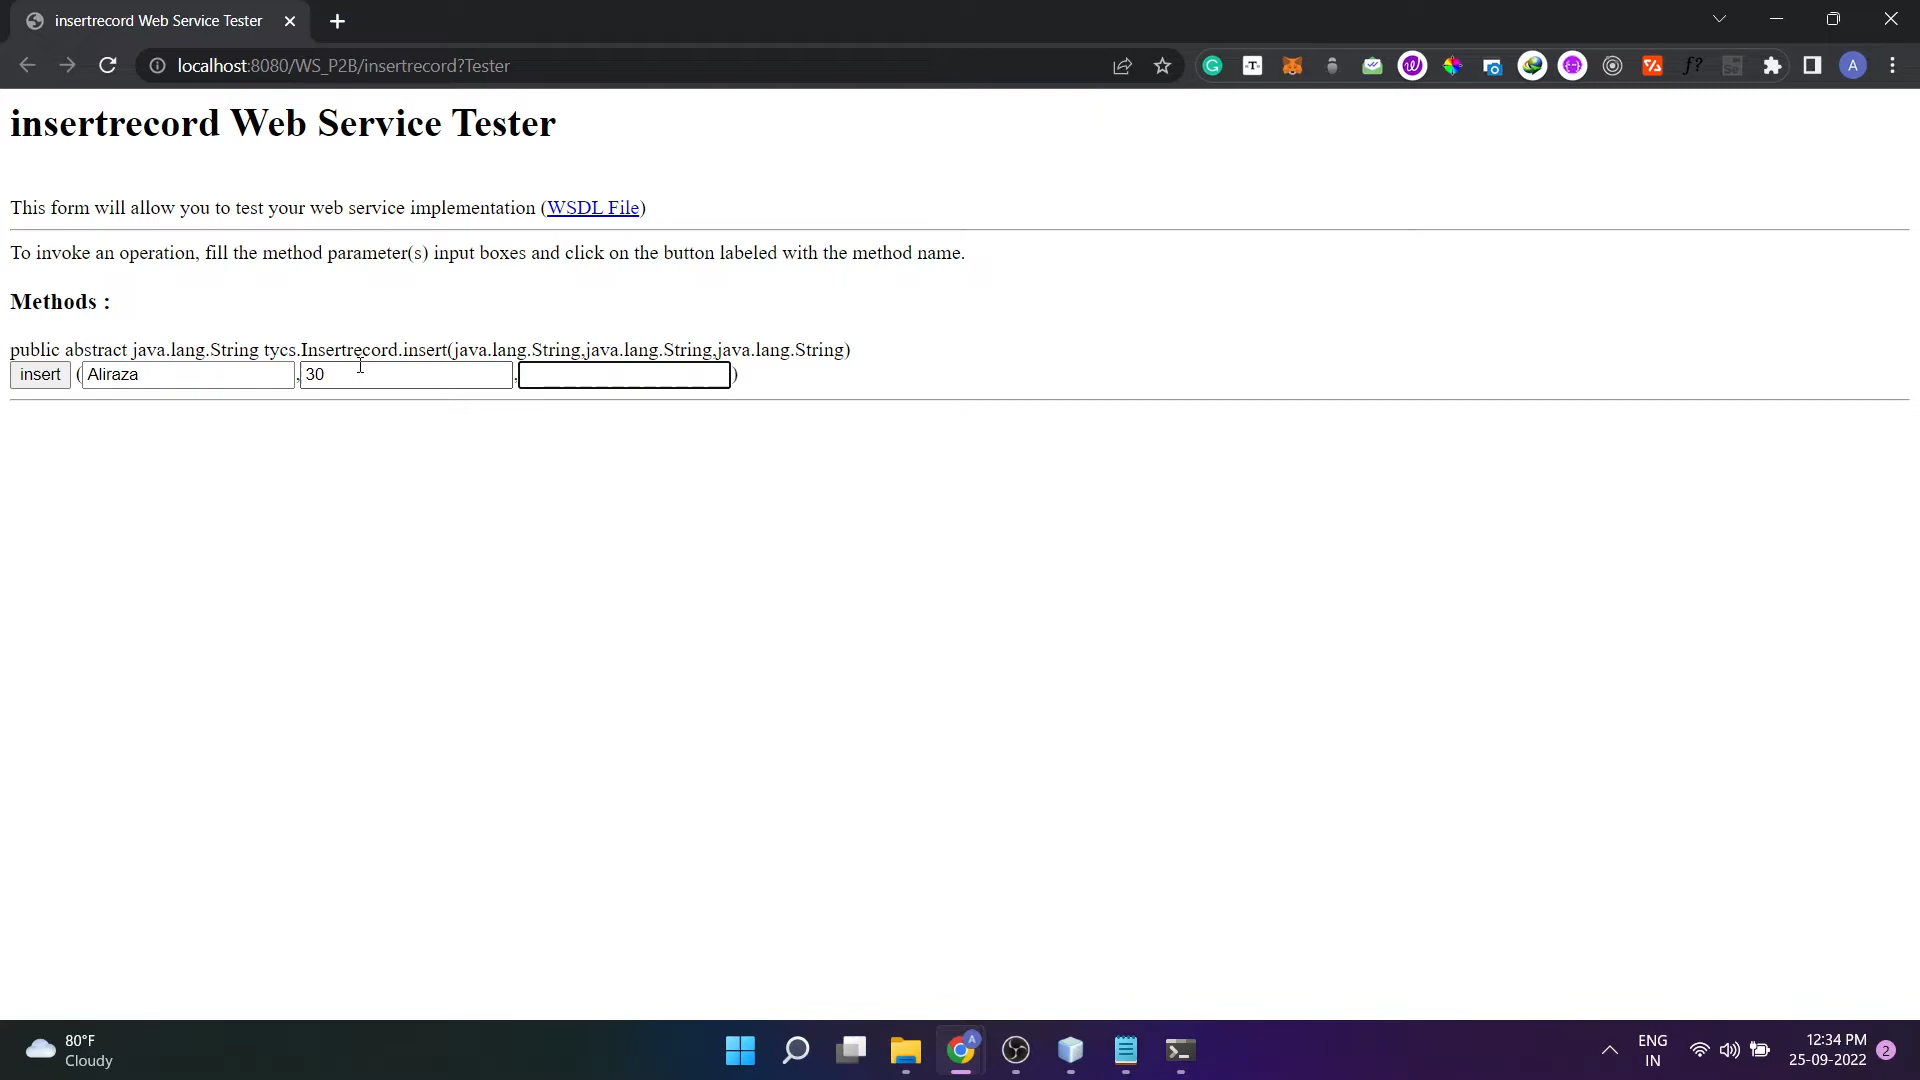 insertrecord Web Service Tester
localhost:8080/WS_P2B/insertrecord?Tester
A
insertrecord Web Service Tester
This form will allow you to test your web service implementation (WSDL File)
To invoke an operation, fill the method parameter(s) input boxes and click on the button labeled with the method name.
Methods :
public abstract java.lang.String tycs.Insertrecord.insert(java.lang.String,java.lang.String,java.lang.String)
insert (Aliraza,30,)
80°F
Cloudy
A
ENG
IN
12:34 PM
25-09-2022
2